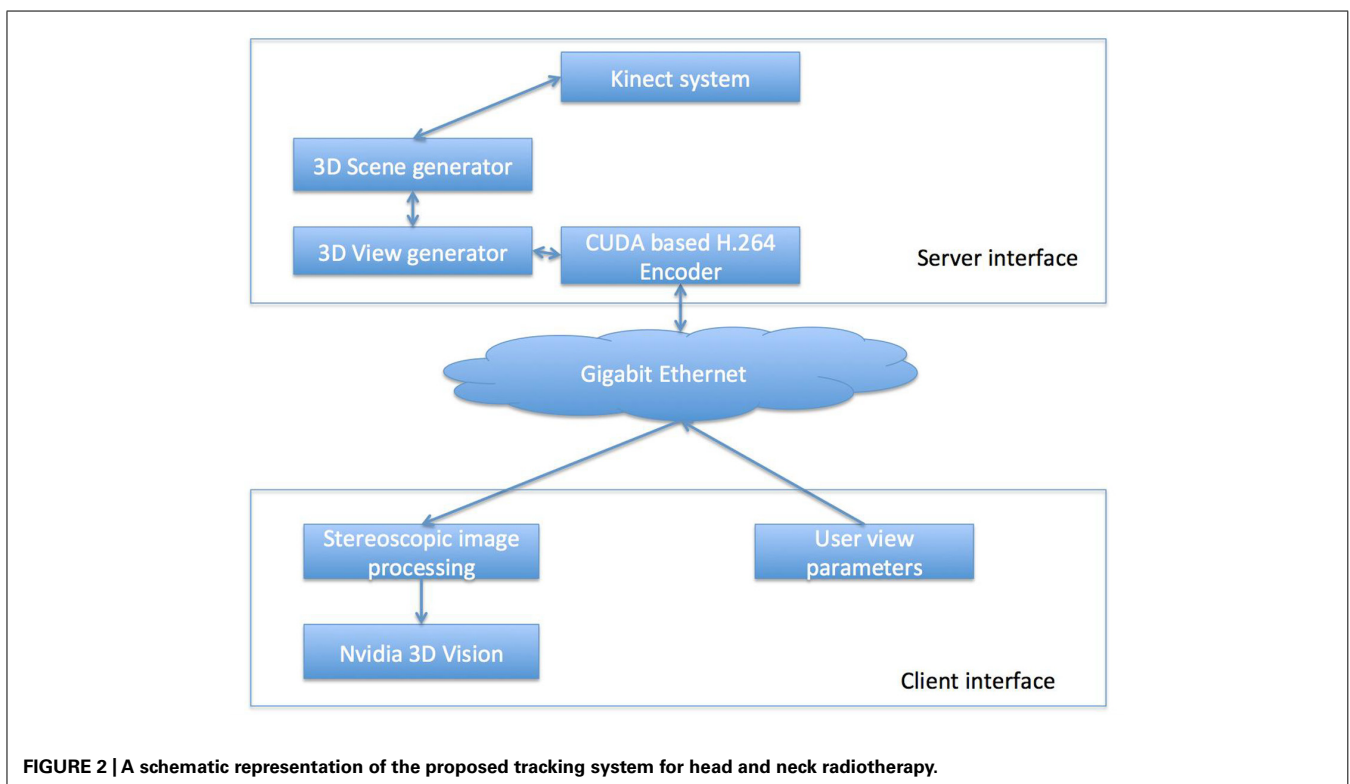 Kinect system
3D Scene generator
3D View generator
CUDA based H.264
Encoder
Server interface
Gigabit Ethernet
Stereoscopic image
processing
User view
parameters
Nvidia 3D Vision
Client interface
FIGURE 2 | A schematic representation of the proposed tracking system for head and neck radiotherapy.